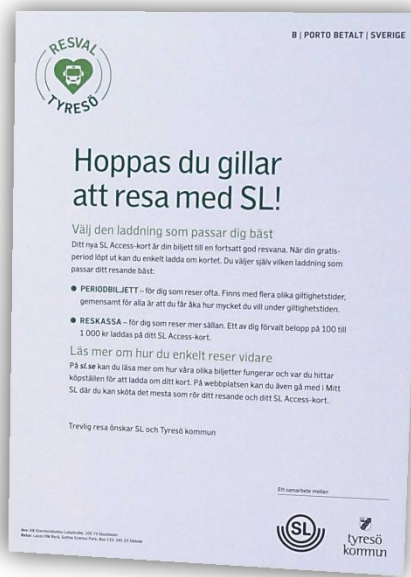 RESVAL
TYRESÖ
B | PORTO BETALT | SVERIGE
Hoppas du gillar
att resa med SL!
Välj den laddning som passar dig bäst
Ditt nya SL Access-kort är din biljett till en fortsatt god resvana. När din gratis-
period löpt ut kan du enkelt ladda om kortet. Du väljer själv vilken laddning som
passar ditt resande bäst:
● PERIODBILJETT – för dig som reser ofta. Finns med flera olika giltighetstider,
gemensamt för alla är att du får åka hur mycket du vill under giltighetstiden.
● RESKASSA – för dig som reser mer sällan. Ett av dig förvalt belopp på 100 till
1 000 kr laddas på ditt SL Access-kort.
Läs mer om hur du enkelt reser vidare
På sl.se kan du läsa mer om hur våra olika biljetter fungerar och var du hittar
köpställen för att ladda om ditt kort. På webbplatsen kan du även gå med i Mitt
SL där du kan sköta det mesta som rör ditt resande och ditt SL Access-kort.
Trevlig resa önskar SL och Tyresö kommun
Ett samarbete mellan
SL
tyresö
kommun